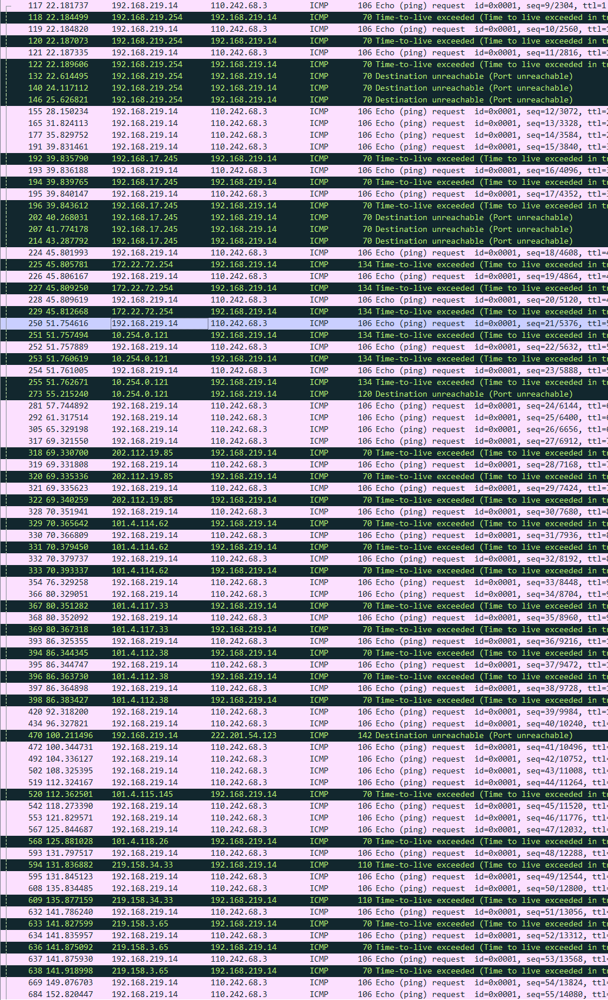 117 22.181737 192.168.219.14 110.242.68.3 ICMP 106 Echo (ping) request id=0x0001, seq=9/2304, ttl=1
118 22.184499 192.168.219.254 192.168.219.14 ICMP 70 Time-to-live exceeded (Time to live exceeded in tr
119 22.184820 192.168.219.14 110.242.68.3 ICMP 106 Echo (ping) request id=0x0001, seq=10/2560, ttl=1
120 22.187073 192.168.219.254 192.168.219.14 ICMP 70 Time-to-live exceeded (Time to live exceeded in tr
121 22.187335 192.168.219.14 110.242.68.3 ICMP 106 Echo (ping) request id=0x0001, seq=11/2816, ttl=1
122 22.189606 192.168.219.254 192.168.219.14 ICMP 70 Time-to-live exceeded (Time to live exceeded in tr
132 22.614495 192.168.219.254 192.168.219.14 ICMP 70 Destination unreachable (Port unreachable)
140 24.117112 192.168.219.254 192.168.219.14 ICMP 70 Destination unreachable (Port unreachable)
146 25.626821 192.168.219.254 192.168.219.14 ICMP 70 Destination unreachable (Port unreachable)
155 28.150234 192.168.219.14 110.242.68.3 ICMP 106 Echo (ping) request id=0x0001, seq=12/3072, ttl=2
165 31.824113 192.168.219.14 110.242.68.3 ICMP 106 Echo (ping) request id=0x0001, seq=13/3328, ttl=2
177 35.829752 192.168.219.14 110.242.68.3 ICMP 106 Echo (ping) request id=0x0001, seq=14/3584, ttl=2
191 39.831461 192.168.219.14 110.242.68.3 ICMP 106 Echo (ping) request id=0x0001, seq=15/3840, ttl=3
192 39.835790 192.168.17.245 192.168.219.14 ICMP 70 Time-to-live exceeded (Time to live exceeded in tr
193 39.836188 192.168.219.14 110.242.68.3 ICMP 106 Echo (ping) request id=0x0001, seq=16/4096, ttl=3
194 39.839765 192.168.17.245 192.168.219.14 ICMP 70 Time-to-live exceeded (Time to live exceeded in tr
195 39.840147 192.168.219.14 110.242.68.3 ICMP 106 Echo (ping) request id=0x0001, seq=17/4352, ttl=3
196 39.843612 192.168.17.245 192.168.219.14 ICMP 70 Time-to-live exceeded (Time to live exceeded in tr
202 40.268031 192.168.17.245 192.168.219.14 ICMP 70 Destination unreachable (Port unreachable)
207 41.774178 192.168.17.245 192.168.219.14 ICMP 70 Destination unreachable (Port unreachable)
214 43.287792 192.168.17.245 192.168.219.14 ICMP 70 Destination unreachable (Port unreachable)
224 45.801993 192.168.219.14 110.242.68.3 ICMP 106 Echo (ping) request id=0x0001, seq=18/4608, ttl=4
225 45.805781 172.22.72.254 192.168.219.14 ICMP 134 Time-to-live exceeded (Time to live exceeded in tr
226 45.806167 192.168.219.14 110.242.68.3 ICMP 106 Echo (ping) request id=0x0001, seq=19/4864, ttl=4
227 45.809250 172.22.72.254 192.168.219.14 ICMP 134 Time-to-live exceeded (Time to live exceeded in tr
228 45.809619 192.168.219.14 110.242.68.3 ICMP 106 Echo (ping) request id=0x0001, seq=20/5120, ttl=4
229 45.812668 172.22.72.254 192.168.219.14 ICMP 134 Time-to-live exceeded (Time to live exceeded in tr
250 51.754616 192.168.219.14 110.242.68.3 ICMP 106 Echo (ping) request id=0x0001, seq=21/5376, ttl=5
251 51.757494 10.254.0.121 192.168.219.14 ICMP 134 Time-to-live exceeded (Time to live exceeded in tr
252 51.757889 192.168.219.14 110.242.68.3 ICMP 106 Echo (ping) request id=0x0001, seq=22/5632, ttl=5
253 51.760619 10.254.0.121 192.168.219.14 ICMP 134 Time-to-live exceeded (Time to live exceeded in tr
254 51.761005 192.168.219.14 110.242.68.3 ICMP 106 Echo (ping) request id=0x0001, seq=23/5888, ttl=5
255 51.762671 10.254.0.121 192.168.219.14 ICMP 134 Time-to-live exceeded (Time to live exceeded in tr
273 55.215240 10.254.0.121 192.168.219.14 ICMP 120 Destination unreachable (Port unreachable)
281 57.744892 192.168.219.14 110.242.68.3 ICMP 106 Echo (ping) request id=0x0001, seq=24/6144, ttl=6
292 61.317514 192.168.219.14 110.242.68.3 ICMP 106 Echo (ping) request id=0x0001, seq=25/6400, ttl=6
305 65.329198 192.168.219.14 110.242.68.3 ICMP 106 Echo (ping) request id=0x0001, seq=26/6656, ttl=6
317 69.321550 192.168.219.14 110.242.68.3 ICMP 106 Echo (ping) request id=0x0001, seq=27/6912, ttl=7
318 69.330700 202.112.19.85 192.168.219.14 ICMP 70 Time-to-live exceeded (Time to live exceeded in tr
319 69.331808 192.168.219.14 110.242.68.3 ICMP 106 Echo (ping) request id=0x0001, seq=28/7168, ttl=7
320 69.335336 202.112.19.85 192.168.219.14 ICMP 70 Time-to-live exceeded (Time to live exceeded in tr
321 69.335623 192.168.219.14 110.242.68.3 ICMP 106 Echo (ping) request id=0x0001, seq=29/7424, ttl=7
322 69.340259 202.112.19.85 192.168.219.14 ICMP 70 Time-to-live exceeded (Time to live exceeded in tr
328 70.351941 192.168.219.14 110.242.68.3 ICMP 106 Echo (ping) request id=0x0001, seq=30/7680, ttl=8
329 70.365642 101.4.114.62 192.168.219.14 ICMP 70 Time-to-live exceeded (Time to live exceeded in tr
330 70.366809 192.168.219.14 110.242.68.3 ICMP 106 Echo (ping) request id=0x0001, seq=31/7936, ttl=8
331 70.379450 101.4.114.62 192.168.219.14 ICMP 70 Time-to-live exceeded (Time to live exceeded in tr
332 70.379737 192.168.219.14 110.242.68.3 ICMP 106 Echo (ping) request id=0x0001, seq=32/8192, ttl=8
333 70.393337 101.4.114.62 192.168.219.14 ICMP 70 Time-to-live exceeded (Time to live exceeded in tr
354 76.329258 192.168.219.14 110.242.68.3 ICMP 106 Echo (ping) request id=0x0001, seq=33/8448, ttl=9
366 80.329051 192.168.219.14 110.242.68.3 ICMP 106 Echo (ping) request id=0x0001, seq=34/8704, ttl=9
367 80.351282 101.4.117.33 192.168.219.14 ICMP 70 Time-to-live exceeded (Time to live exceeded in tr
368 80.352092 192.168.219.14 110.242.68.3 ICMP 106 Echo (ping) request id=0x0001, seq=35/8960, ttl=9
369 80.367318 101.4.117.33 192.168.219.14 ICMP 70 Time-to-live exceeded (Time to live exceeded in tr
393 86.325355 192.168.219.14 110.242.68.3 ICMP 106 Echo (ping) request id=0x0001, seq=36/9216, ttl=1
394 86.344345 101.4.112.38 192.168.219.14 ICMP 70 Time-to-live exceeded (Time to live exceeded in tr
395 86.344747 192.168.219.14 110.242.68.3 ICMP 106 Echo (ping) request id=0x0001, seq=37/9472, ttl=1
396 86.363730 101.4.112.38 192.168.219.14 ICMP 70 Time-to-live exceeded (Time to live exceeded in tr
397 86.364898 192.168.219.14 110.242.68.3 ICMP 106 Echo (ping) request id=0x0001, seq=38/9728, ttl=1
398 86.383427 101.4.112.38 192.168.219.14 ICMP 70 Time-to-live exceeded (Time to live exceeded in tr
420 92.318200 192.168.219.14 110.242.68.3 ICMP 106 Echo (ping) request id=0x0001, seq=39/9984, ttl=1
434 96.327821 192.168.219.14 110.242.68.3 ICMP 106 Echo (ping) request id=0x0001, seq=40/10240, ttl=
470 100.211496 192.168.219.14 222.201.54.123 ICMP 142 Destination unreachable (Port unreachable)
472 100.344731 192.168.219.14 110.242.68.3 ICMP 106 Echo (ping) request id=0x0001, seq=41/10496, ttl=
492 104.336127 192.168.219.14 110.242.68.3 ICMP 106 Echo (ping) request id=0x0001, seq=42/10752, ttl=
502 108.325395 192.168.219.14 110.242.68.3 ICMP 106 Echo (ping) request id=0x0001, seq=43/11008, ttl=
519 112.324167 192.168.219.14 110.242.68.3 ICMP 106 Echo (ping) request id=0x0001, seq=44/11264, ttl=
520 112.362501 101.4.115.145 192.168.219.14 ICMP 70 Time-to-live exceeded (Time to live exceeded in tr
542 118.273390 192.168.219.14 110.242.68.3 ICMP 106 Echo (ping) request id=0x0001, seq=45/11520, ttl=
553 121.829571 192.168.219.14 110.242.68.3 ICMP 106 Echo (ping) request id=0x0001, seq=46/11776, ttl=
567 125.844687 192.168.219.14 110.242.68.3 ICMP 106 Echo (ping) request id=0x0001, seq=47/12032, ttl=
568 125.881028 101.4.118.26 192.168.219.14 ICMP 70 Time-to-live exceeded (Time to live exceeded in tr
593 131.797517 192.168.219.14 110.242.68.3 ICMP 106 Echo (ping) request id=0x0001, seq=48/12288, ttl=
594 131.836882 219.158.34.33 192.168.219.14 ICMP 110 Time-to-live exceeded (Time to live exceeded in tr
595 131.845123 192.168.219.14 110.242.68.3 ICMP 106 Echo (ping) request id=0x0001, seq=49/12544, ttl=
608 135.834485 192.168.219.14 110.242.68.3 ICMP 106 Echo (ping) request id=0x0001, seq=50/12800, ttl=
609 135.877159 219.158.34.33 192.168.219.14 ICMP 110 Time-to-live exceeded (Time to live exceeded in tr
632 141.786240 192.168.219.14 110.242.68.3 ICMP 106 Echo (ping) request id=0x0001, seq=51/13056, ttl=
633 141.827599 219.158.3.65 192.168.219.14 ICMP 70 Time-to-live exceeded (Time to live exceeded in tr
634 141.835957 192.168.219.14 110.242.68.3 ICMP 106 Echo (ping) request id=0x0001, seq=52/13312, ttl=
636 141.875092 219.158.3.65 192.168.219.14 ICMP 70 Time-to-live exceeded (Time to live exceeded in tr
637 141.875930 192.168.219.14 110.242.68.3 ICMP 106 Echo (ping) request id=0x0001, seq=53/13568, ttl=
638 141.918998 219.158.3.65 192.168.219.14 ICMP 70 Time-to-live exceeded (Time to live exceeded in tr
669 149.076703 192.168.219.14 110.242.68.3 ICMP 106 Echo (ping) request id=0x0001, seq=54/13824, ttl=
684 152.820447 192.168.219.14 110.242.68.3 ICMP 106 Echo (ping) request id=0x0001, seq=55/14080, ttl=